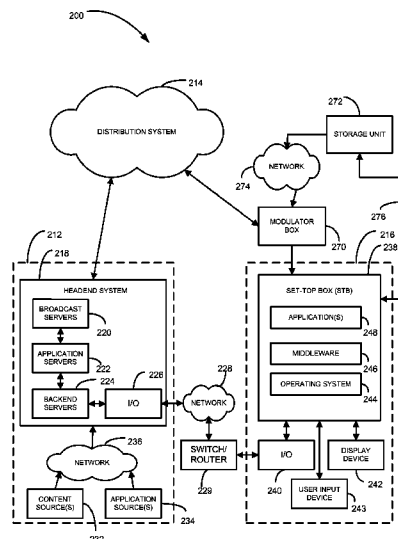 200
214
DISTRIBUTION SYSTEM
272
STORAGE UNIT
NETWORK
274
MODULATOR
BOX
270
276
212
218
HEADEND SYSTEM
BROADCAST
SERVERS
220
APPLICATION
SERVERS
222
224
226
BACKEND
SERVERS
I/O
236
NETWORK
CONTENT
SOURCE(S)
APPLICATION
SOURCE(S)
234
228
NETWORK
SWITCH/
ROUTER
229
216
238
SET-TOP BOX (STB)
APPLICATION(S)
248
MIDDLEWARE
246
OPERATING SYSTEM
244
I/O
240
DISPLAY
DEVICE
242
USER INPUT
DEVICE
243